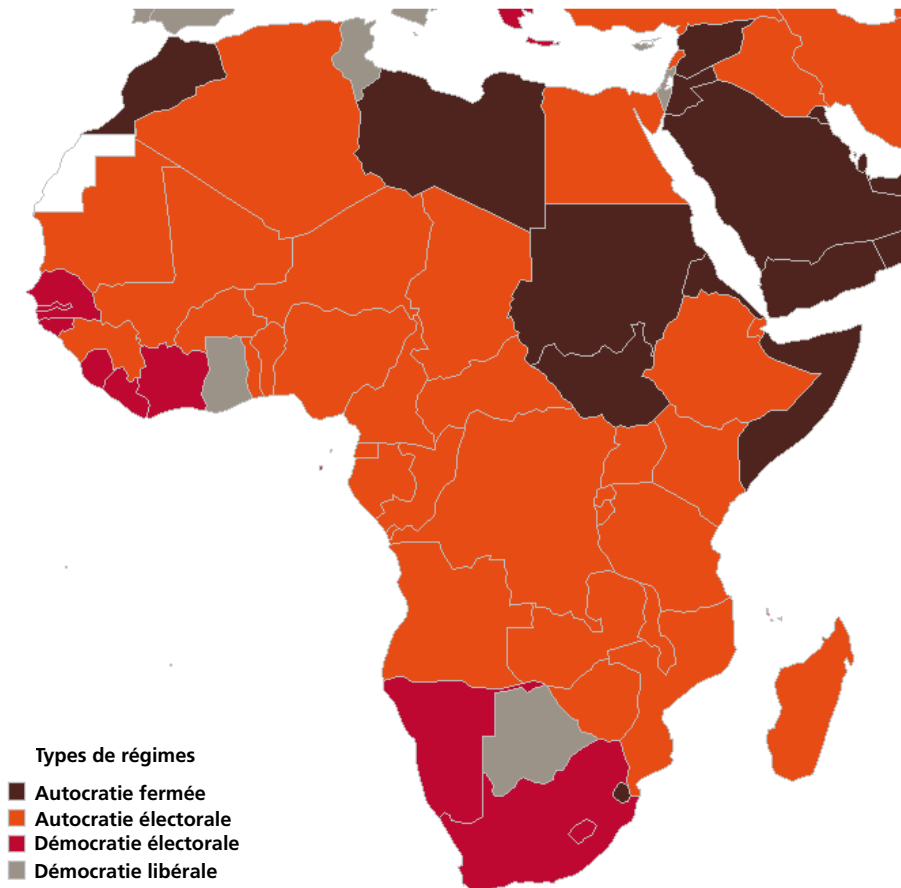 Types de régimes
Autocratie fermée
Autocratie électorale
Démocratie électorale
Démocratie libérale